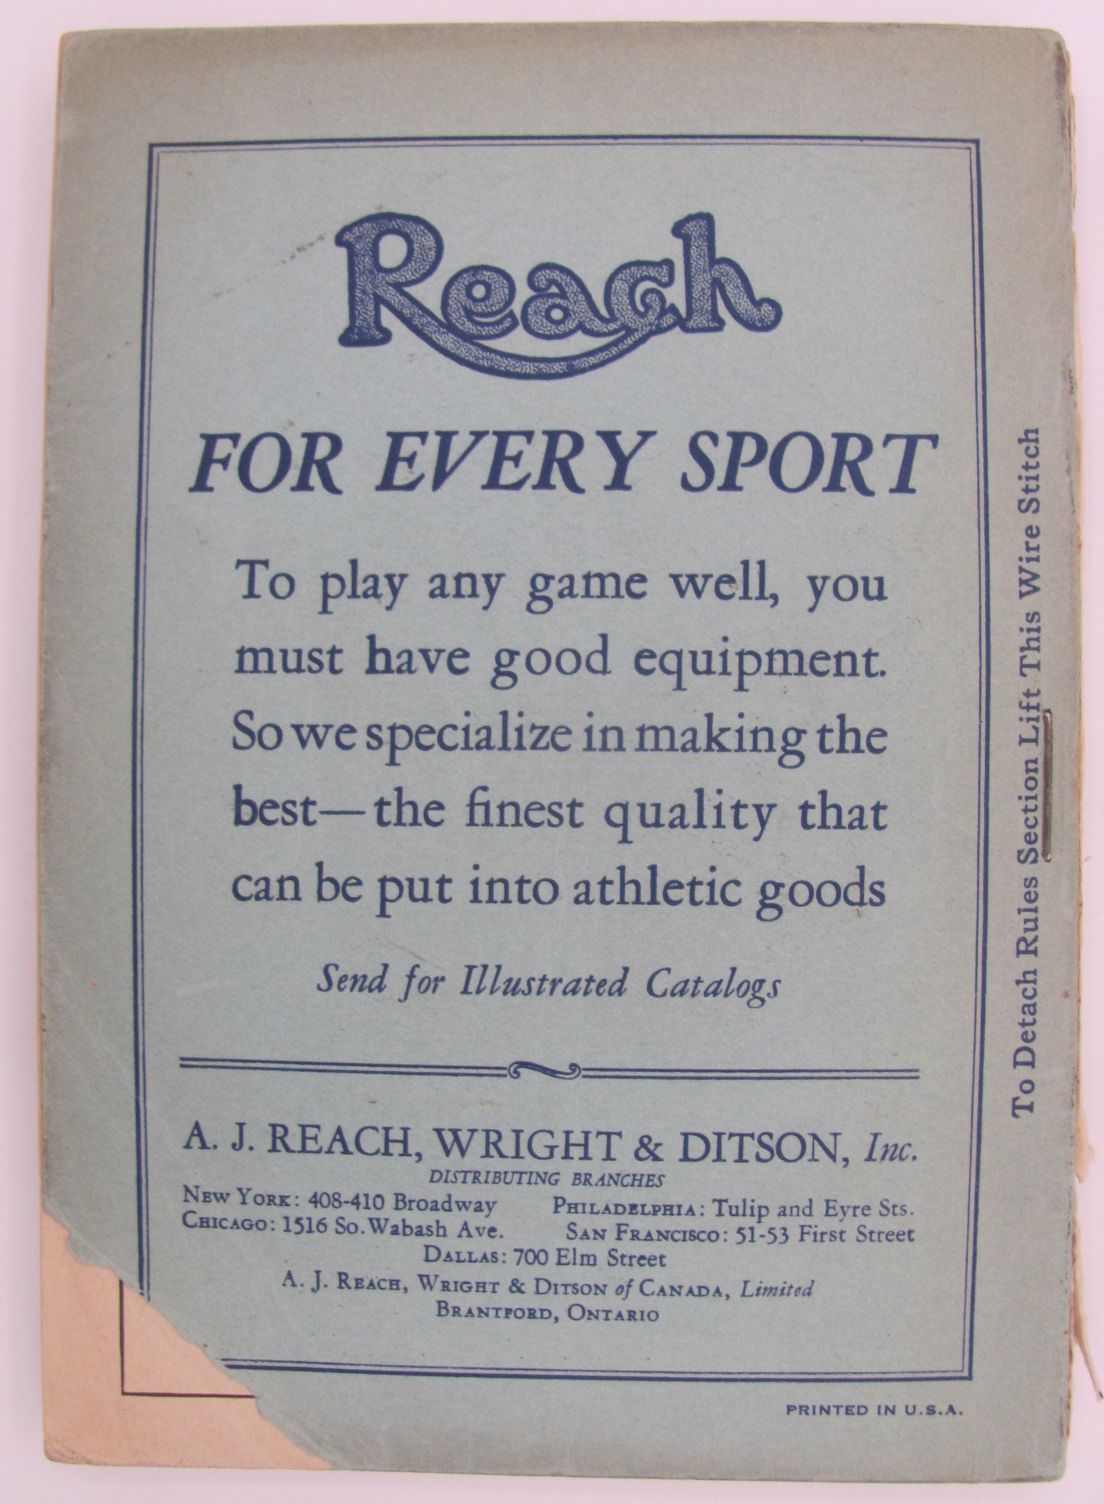 Reach
FOR EVERY SPORT
To play any game well, you
must have good equipment.
So we specialize in making the
best—the finest quality that
can be put into athletic goods
Send for Illustrated Catalogs
A. J. REACH, WRIGHT & DITSON, Inc.
DISTRIBUTING BRANCHES
NEW YORK: 408-410 Broadway PHILADELPHIA: Tulip and Eyre Sts.
CHICAGO: 1516 So. Wabash Ave. SAN FRANCISCO: 51-53 First Street
DALLAS: 700 Elm Street
A. J. REACH, WRIGHT & DITSON of CANADA, Limited
BRANTFORD, ONTARIO
PRINTED IN U.S.A.
To Detach Rules Section Lift This Wire Stitch